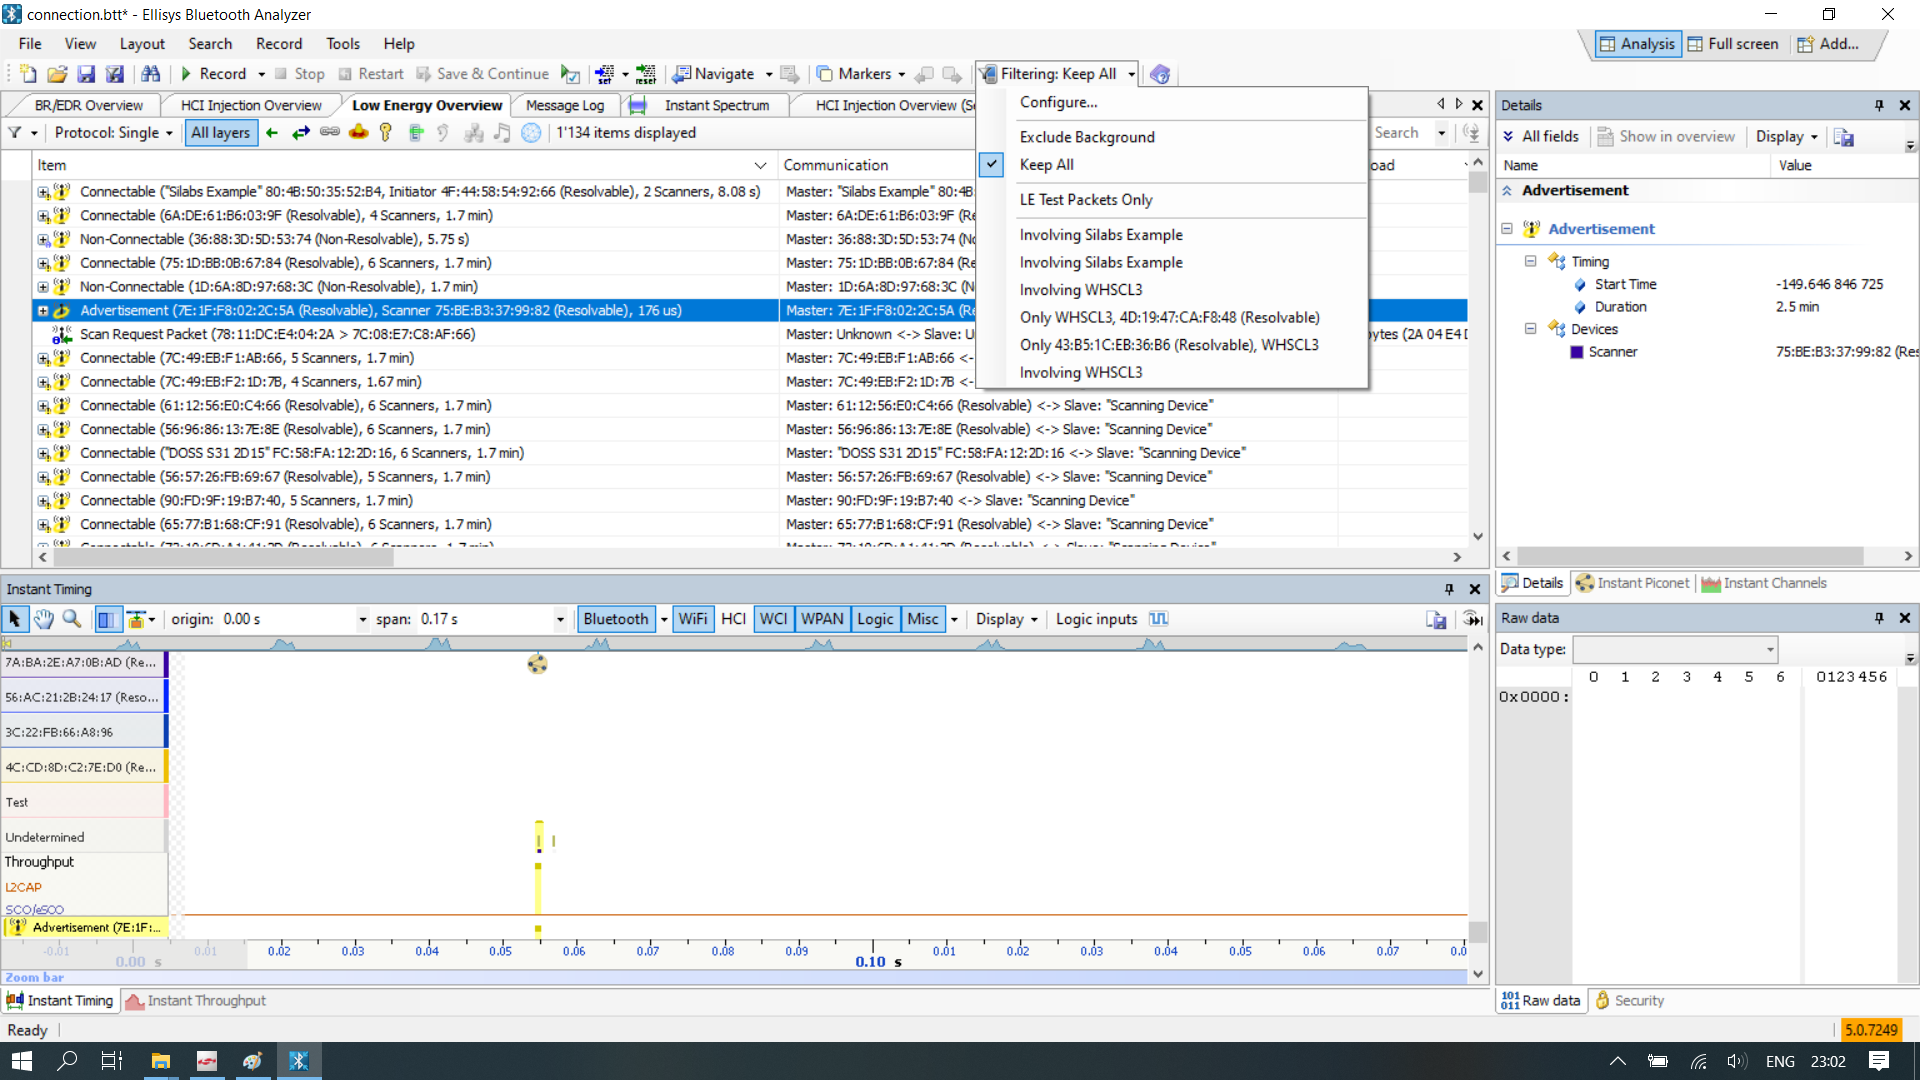 connection.btt* - Ellisys Bluetooth Analyzer
File View Layout Search Record Tools Help
Analysis Full screen Add...
Record Stop Restart Save & Continue set reset Navigate Markers Filtering: Keep All
BR/EDR Overview HCI Injection Overview Low Energy Overview Message Log Instant Spectrum HCI Injection Overview (Se
Protocol: Single All layers 1'134 items displayed Search
Item Communication oad
Connectable ("Silabs Example" 80:4B:50:35:52:B4, Initiator 4F:44:58:54:92:66 (Resolvable), 2 Scanners, 8.08 s) Master: "Silabs Example" 80:4B
Connectable (6A:DE:61:B6:03:9F (Resolvable), 4 Scanners, 1.7 min) Master: 6A:DE:61:B6:03:9F (Re
Non-Connectable (36:88:3D:5D:53:74 (Non-Resolvable), 5.75 s) Master: 36:88:3D:5D:53:74 (No
Connectable (75:1D:BB:0B:67:84 (Resolvable), 6 Scanners, 1.7 min) Master: 75:1D:BB:0B:67:84 (Re
Non-Connectable (1D:6A:8D:97:68:3C (Non-Resolvable), 1.7 min) Master: 1D:6A:8D:97:68:3C (No
Advertisement (7E:1F:F8:02:2C:5A (Resolvable), Scanner 75:BE:B3:37:99:82 (Resolvable), 176 us) Master: 7E:1F:F8:02:2C:5A (Re
Scan Request Packet (78:11:DC:E4:04:2A > 7C:08:E7:C8:AF:66) Master: Unknown <-> Slave: U ytes (2A 04 E4 D
Connectable (7C:49:EB:F1:AB:66, 5 Scanners, 1.7 min) Master: 7C:49:EB:F1:AB:66 <-
Connectable (7C:49:EB:F2:1D:7B, 4 Scanners, 1.67 min) Master: 7C:49:EB:F2:1D:7B <-
Connectable (61:12:56:E0:C4:66 (Resolvable), 6 Scanners, 1.7 min) Master: 61:12:56:E0:C4:66 (Resolvable) <-> Slave: "Scanning Device"
Connectable (56:96:86:13:7E:8E (Resolvable), 6 Scanners, 1.7 min) Master: 56:96:86:13:7E:8E (Resolvable) <-> Slave: "Scanning Device"
Connectable ("DOSS S31 2D15" FC:58:FA:12:2D:16, 6 Scanners, 1.7 min) Master: "DOSS S31 2D15" FC:58:FA:12:2D:16 <-> Slave: "Scanning Device"
Connectable (56:57:26:FB:69:67 (Resolvable), 5 Scanners, 1.7 min) Master: 56:57:26:FB:69:67 (Resolvable) <-> Slave: "Scanning Device"
Connectable (90:FD:9F:19:B7:40, 5 Scanners, 1.7 min) Master: 90:FD:9F:19:B7:40 <-> Slave: "Scanning Device"
Connectable (65:77:B1:68:CF:91 (Resolvable), 6 Scanners, 1.7 min) Master: 65:77:B1:68:CF:91 (Resolvable) <-> Slave: "Scanning Device"
Configure...
Exclude Background
Keep All
LE Test Packets Only
Involving Silabs Example
Involving Silabs Example
Involving WHSCL3
Only WHSCL3, 4D:19:47:CA:F8:48 (Resolvable)
Only 43:B5:1C:EB:36:B6 (Resolvable), WHSCL3
Involving WHSCL3
Details
All fields Show in overview Display
Name Value
Advertisement
Advertisement
Timing
Start Time -149.646 846 725
Duration 2.5 min
Devices
Scanner 75:BE:B3:37:99:82 (Res
Details Instant Piconet Instant Channels
Instant Timing
origin: 0.00 s span: 0.17 s Bluetooth WiFi HCI WCI WPAN Logic Misc Display Logic inputs
7A:BA:2E:A7:0B:AD (Re...
56:AC:21:2B:24:17 (Reso...
3C:22:FB:66:A8:96
4C:CD:8D:C2:7E:D0 (Re...
Test
Undetermined
Throughput
L2CAP
SCO/eSCO
Advertisement (7E:1F:...
-0.01 0.01 0.02 0.03 0.04 0.05 0.06 0.07 0.08 0.09 0.01 0.02 0.03 0.04 0.05 0.06 0.07 0.0
0.00 s 0.10 s
Zoom bar
Instant Timing Instant Throughput
Raw data
Data type:
0 1 2 3 4 5 6 0123456
0x0000:
101 011 Raw data Security
Ready 5.0.7249
ENG 23:02